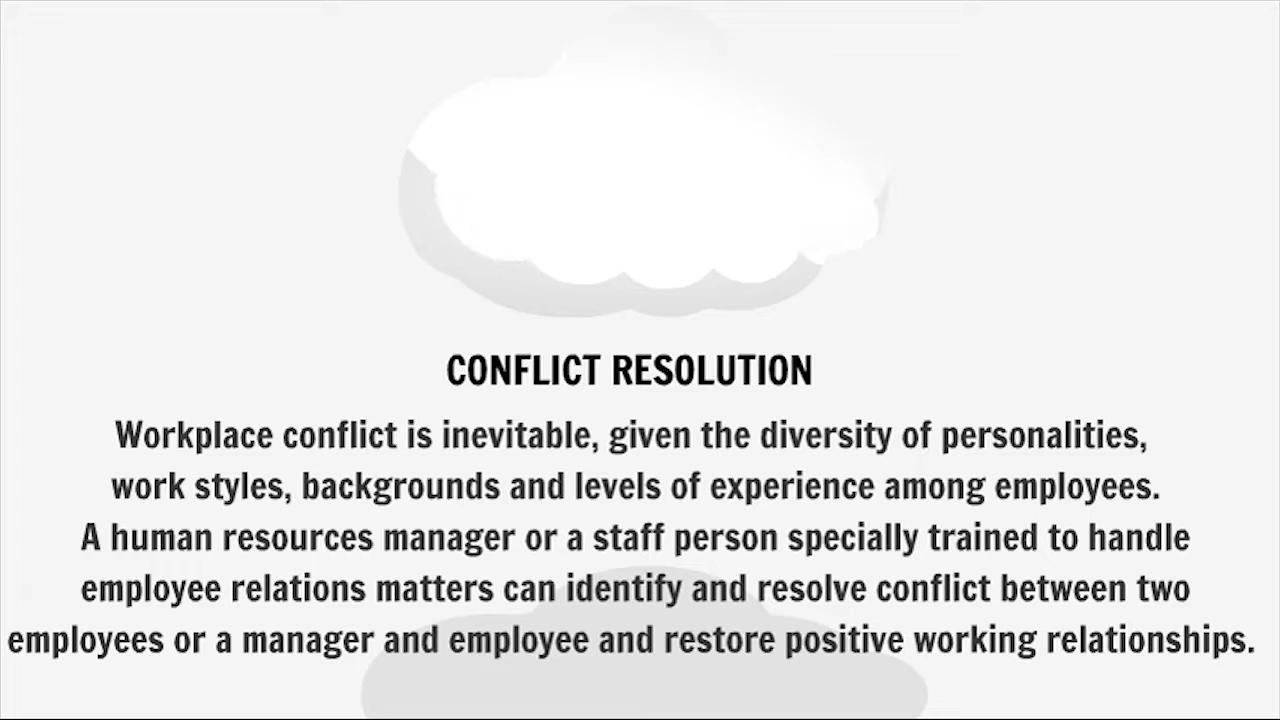 CONFLICT RESOLUTION
Workplace conflict is inevitable, given the diversity of personalities,
work styles, backgrounds and levels of experience among employees.
A human resources manager or a staff person specially trained to handle
employee relations matters can identify and resolve conflict between two
employees or a manager and employee and restore positive working relationships.